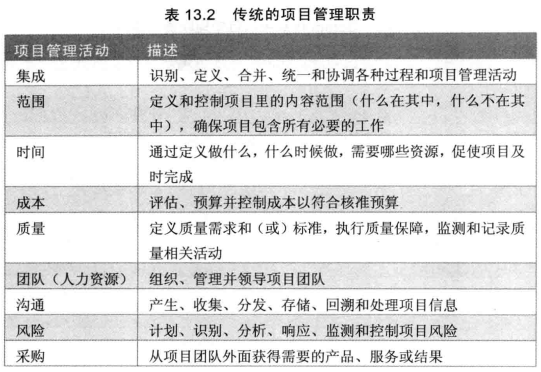 表 13.2 传统的项目管理职责
项目管理活动 描述
集成 识别、定义、合并、统一和协调各种过程和项目管理活动
范围 定义和控制项目里的内容范围（什么在其中，什么不在其
中），确保项目包含所有必要的工作
时间 通过定义做什么，什么时候做，需要哪些资源，促使项目及
时完成
成本 评估、预算并控制成本以符合核准预算
质量 定义质量需求和（或）标准，执行质量保障，监测和记录质
量相关活动
团队（人力资源） 组织、管理并领导项目团队
沟通 产生、收集、分发、存储、回溯和处理项目信息
风险 计划、识别、分析、响应、监测和控制项目风险
采购 从项目团队外面获得需要的产品、服务或结果